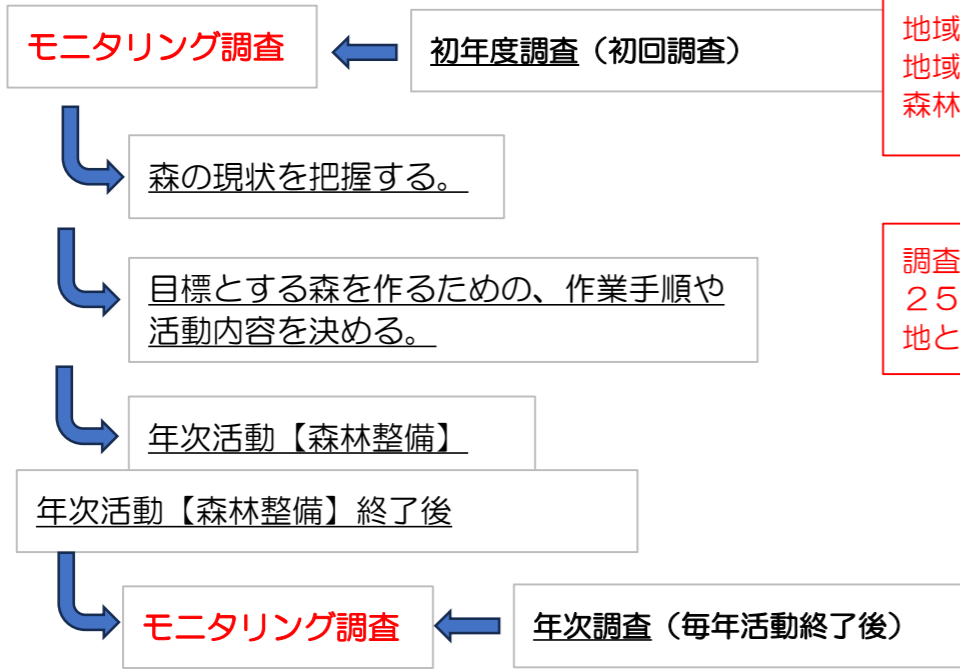 モニタリング調査
初年度調査（初回調査）
地域
地域
森林
森の現状を把握する。
調査
２５
地と
目標とする森を作るための、作業手順や
活動内容を決める。
年次活動【森林整備】
年次活動【森林整備】終了後
モニタリング調査
年次調査（毎年活動終了後）